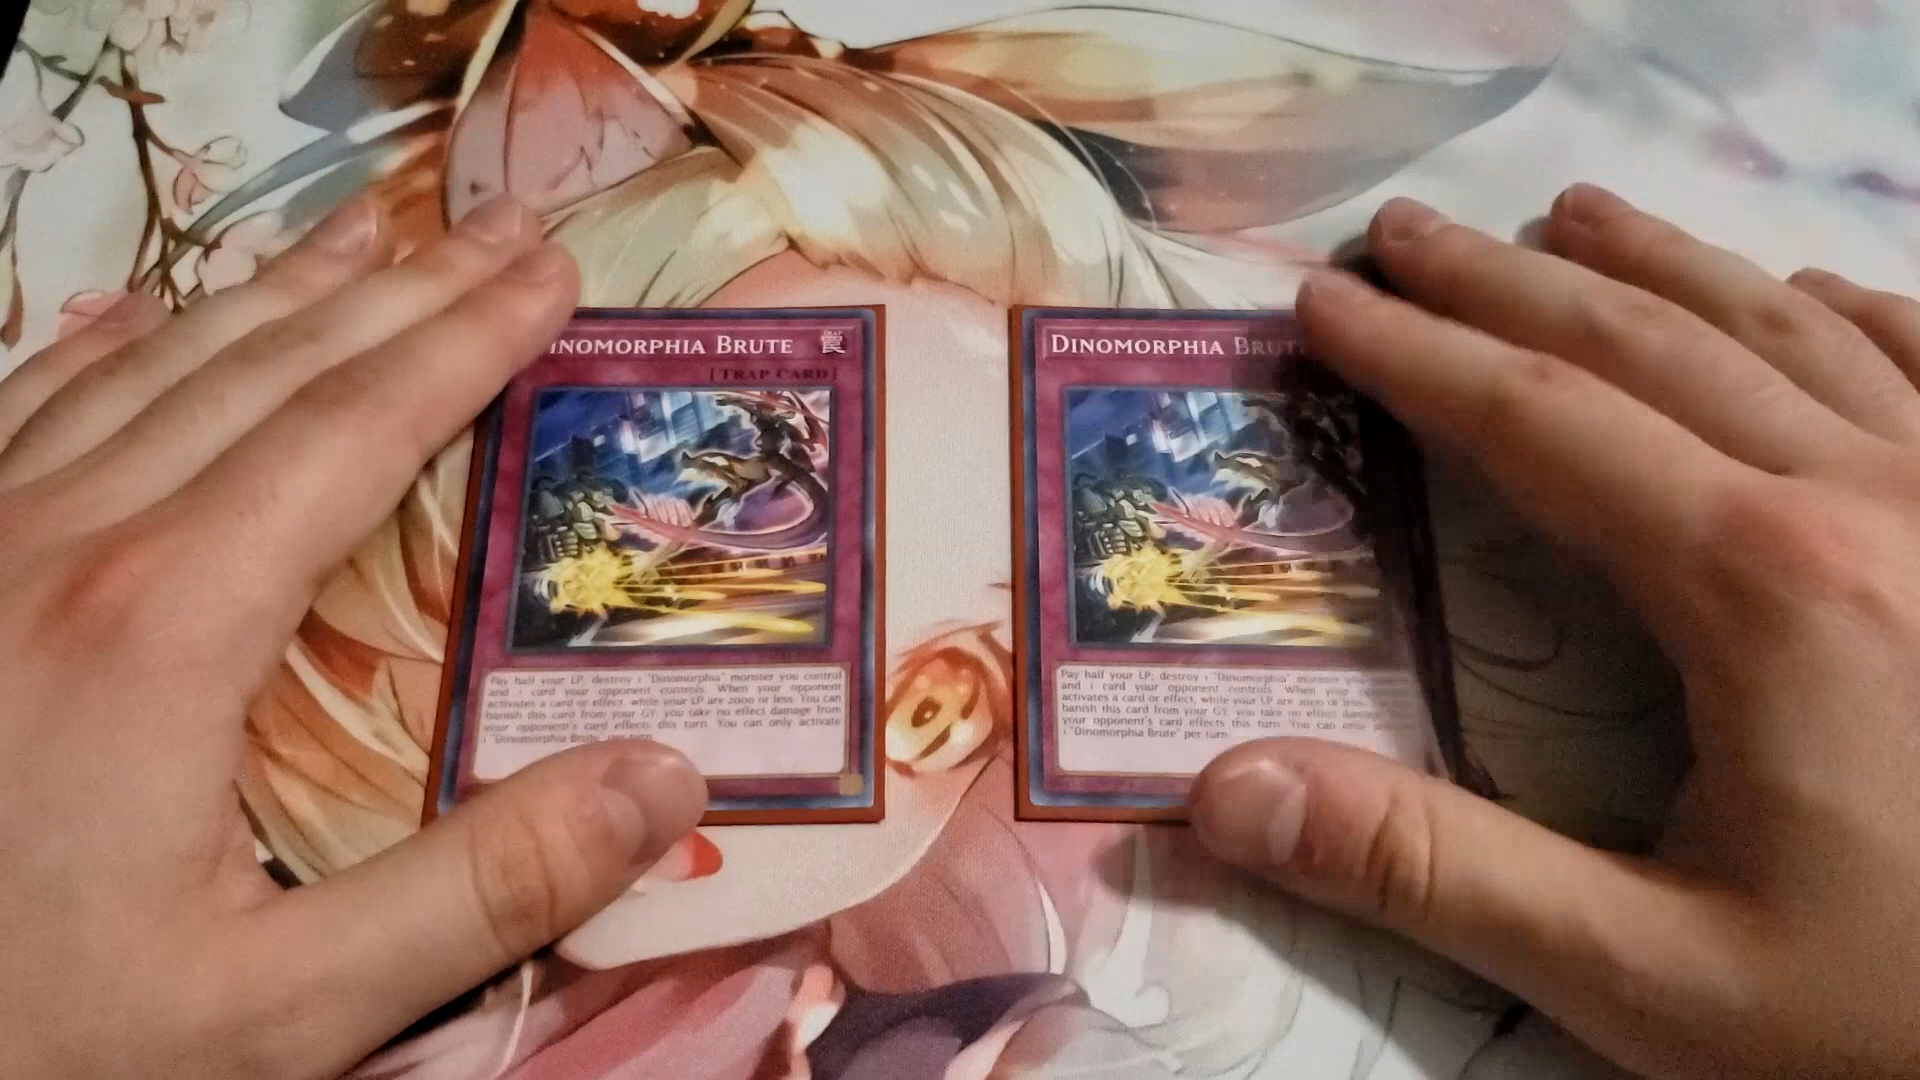 INOMORPHIA BRUTE
[TRAP CARD]
Pay half your LP; destroy 1 "Dinomorphia" monster you control
and 1 card your opponent controls. When your opponent
activates a card or effect, while your LP are 2000 or less: You can
banish this card from your GY; you take no effect damage from
your opponent's card effects this turn. You can only activate
1 "Dinomorphia Brute" per turn.
DINOMORPHIA BRUTE
Pay half your LP; destroy 1 "Dinomorphia" monster you
and 1 card your opponent controls. When your
activates a card or effect, while your LP are 2000 or less:
banish this card from your GY; you take no effect damage
your opponent's card effects this turn. You can only
1 "Dinomorphia Brute" per turn.